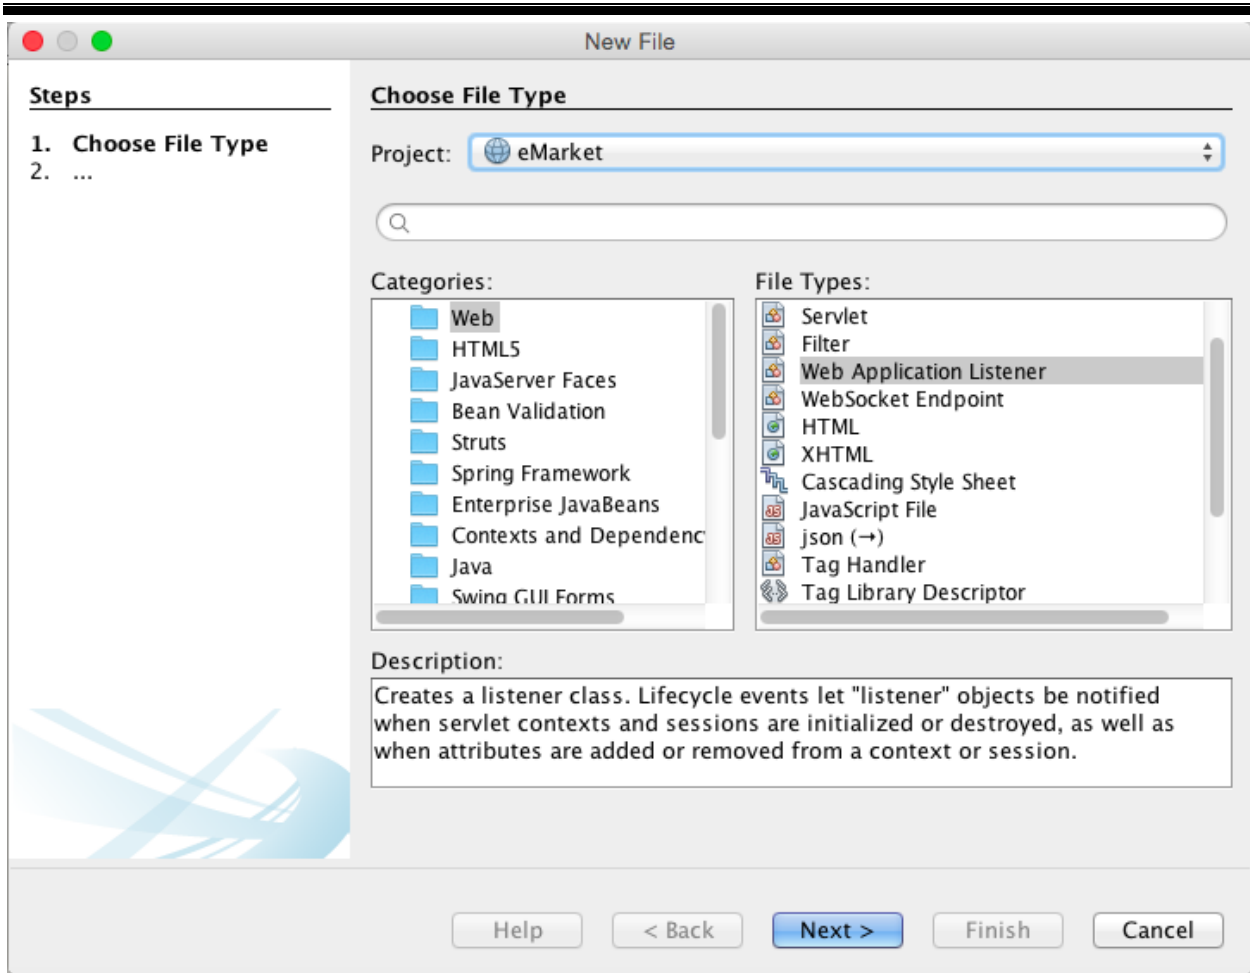 New File
Steps
1. Choose File Type
2. ...
Choose File Type
Project: eMarket
Categories:
Web
HTML5
JavaServer Faces
Bean Validation
Struts
Spring Framework
Enterprise JavaBeans
Contexts and Dependenc
Java
Swing GUI Forms
File Types:
Servlet
Filter
Web Application Listener
WebSocket Endpoint
HTML
XHTML
Cascading Style Sheet
JavaScript File
json (→)
Tag Handler
Tag Library Descriptor
Description:
Creates a listener class. Lifecycle events let "listener" objects be notified
when servlet contexts and sessions are initialized or destroyed, as well as
when attributes are added or removed from a context or session.
Help
< Back
Next >
Finish
Cancel